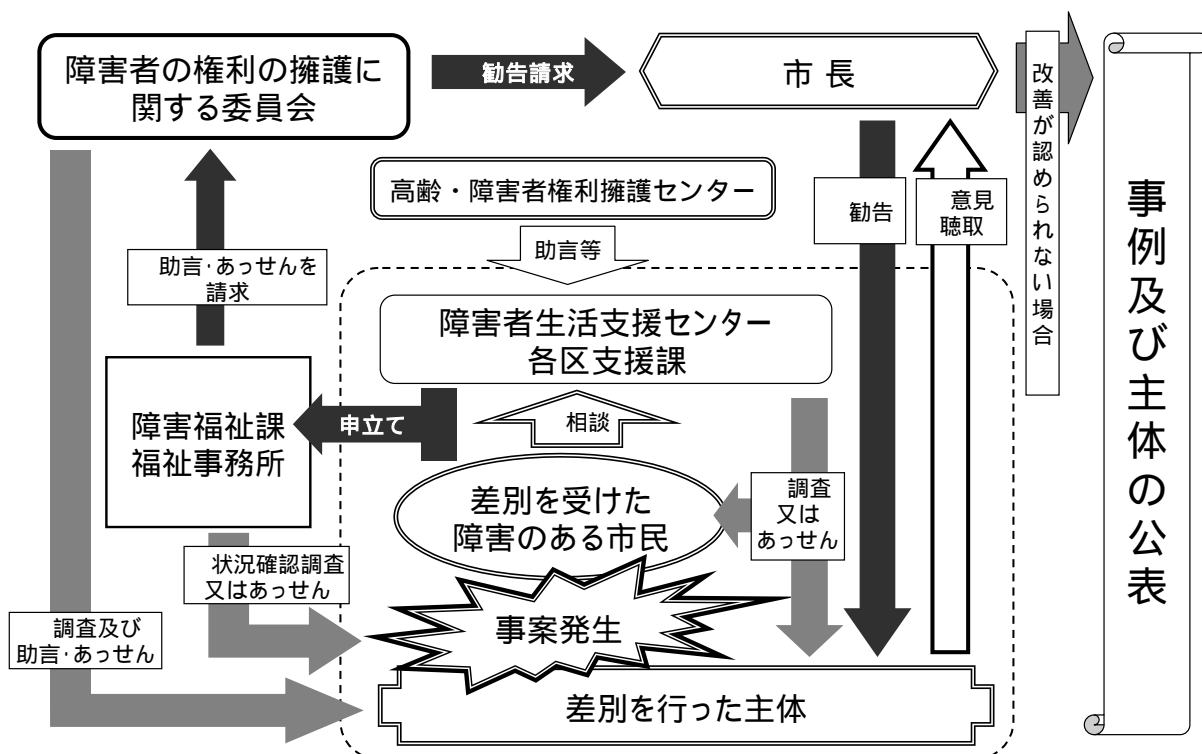 障害者の権利の擁護に
関する委員会
勧告請求
市 長
改善が認められない場合
事例及び主体の公表
高齢・障害者権利擁護センター
勧告
意見
聴取
助言等
助言・あっせんを
請求
障害者生活支援センター
各区支援課
障害福祉課
福祉事務所
申立て
相談
差別を受けた
障害のある市民
調査
又は
あっせん
状況確認調査
又はあっせん
事案発生
調査及び
助言・あっせん
差別を行った主体